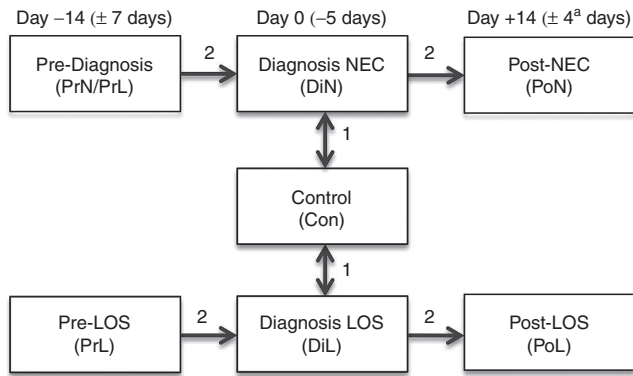 Day −14 (± 7 days)
Day 0 (−5 days)
Day +14 (± 4ª days)
Pre-Diagnosis
(PrN/PrL)
2
Diagnosis NEC
(DiN)
2
Post-NEC
(PoN)
1
Control
(Con)
1
Pre-LOS
(PrL)
2
Diagnosis LOS
(DiL)
2
Post-LOS
(PoL)